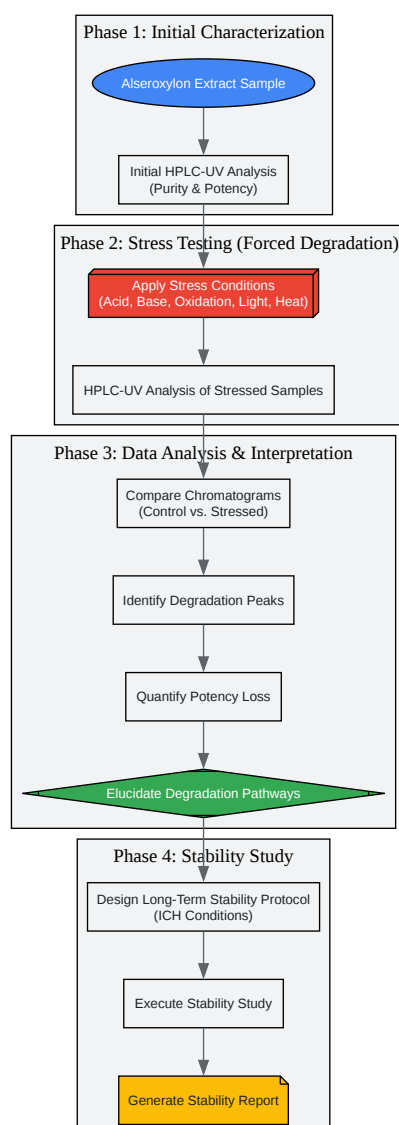 Phase 1: Initial Characterization
Alseroxylon Extract Sample
Initial HPLC-UV Analysis
(Purity & Potency)
Phase 2: Stress Testing (Forced Degradation)
Apply Stress Conditions
(Acid, Base, Oxidation, Light, Heat)
HPLC-UV Analysis of Stressed Samples
Phase 3: Data Analysis & Interpretation
Compare Chromatograms
(Control vs. Stressed)
Identify Degradation Peaks
Quantify Potency Loss
Elucidate Degradation Pathways
Phase 4: Stability Study
Design Long-Term Stability Protocol
(ICH Conditions)
Execute Stability Study
Generate Stability Report